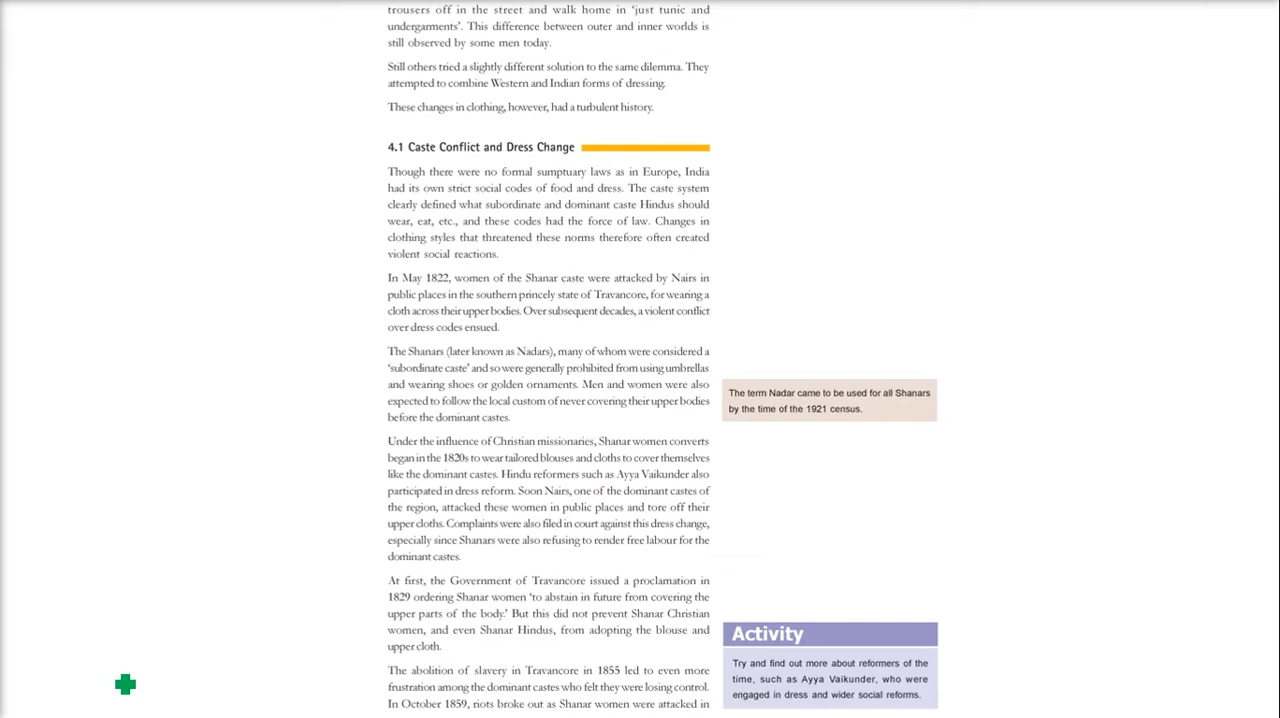 trousers off in the street and walk home in ‘just tunic and
undergarments’. This difference between outer and inner worlds is
still observed by some men today.
Still others tried a slightly different solution to the same dilemma. They
attempted to combine Western and Indian forms of dressing.
These changes in clothing, however, had a turbulent history.
4.1 Caste Conflict and Dress Change
Though there were no formal sumptuary laws as in Europe, India
had its own strict social codes of food and dress. The caste system
clearly defined what subordinate and dominant caste Hindus should
wear, eat, etc., and these codes had the force of law. Changes in
clothing styles that threatened these norms therefore often created
violent social reactions.
In May 1822, women of the Shanar caste were attacked by Nairs in
public places in the southern princely state of Travancore, for wearing a
cloth across their upper bodies. Over subsequent decades, a violent conflict
over dress codes ensued.
The Shanars (later known as Nadars), many of whom were considered a
‘subordinate caste’ and so were generally prohibited from using umbrellas
and wearing shoes or golden ornaments. Men and women were also
expected to follow the local custom of never covering their upper bodies
before the dominant castes.
The term Nadar came to be used for all Shanars
by the time of the 1921 census.
Under the influence of Christian missionaries, Shanar women converts
began in the 1820s to wear tailored blouses and cloths to cover themselves
like the dominant castes. Hindu reformers such as Ayya Vaikunder also
participated in dress reform. Soon Nairs, one of the dominant castes of
the region, attacked these women in public places and tore off their
upper cloths. Complaints were also filed in court against this dress change,
especially since Shanars were also refusing to render free labour for the
dominant castes.
At first, the Government of Travancore issued a proclamation in
1829 ordering Shanar women ‘to abstain in future from covering the
upper parts of the body.’ But this did not prevent Shanar Christian
women, and even Shanar Hindus, from adopting the blouse and
upper cloth.
The abolition of slavery in Travancore in 1855 led to even more
frustration among the dominant castes who felt they were losing control.
In October 1859, riots broke out as Shanar women were attacked in
Activity
Try and find out more about reformers of the
time, such as Ayya Vaikunder, who were
engaged in dress and wider social reforms.